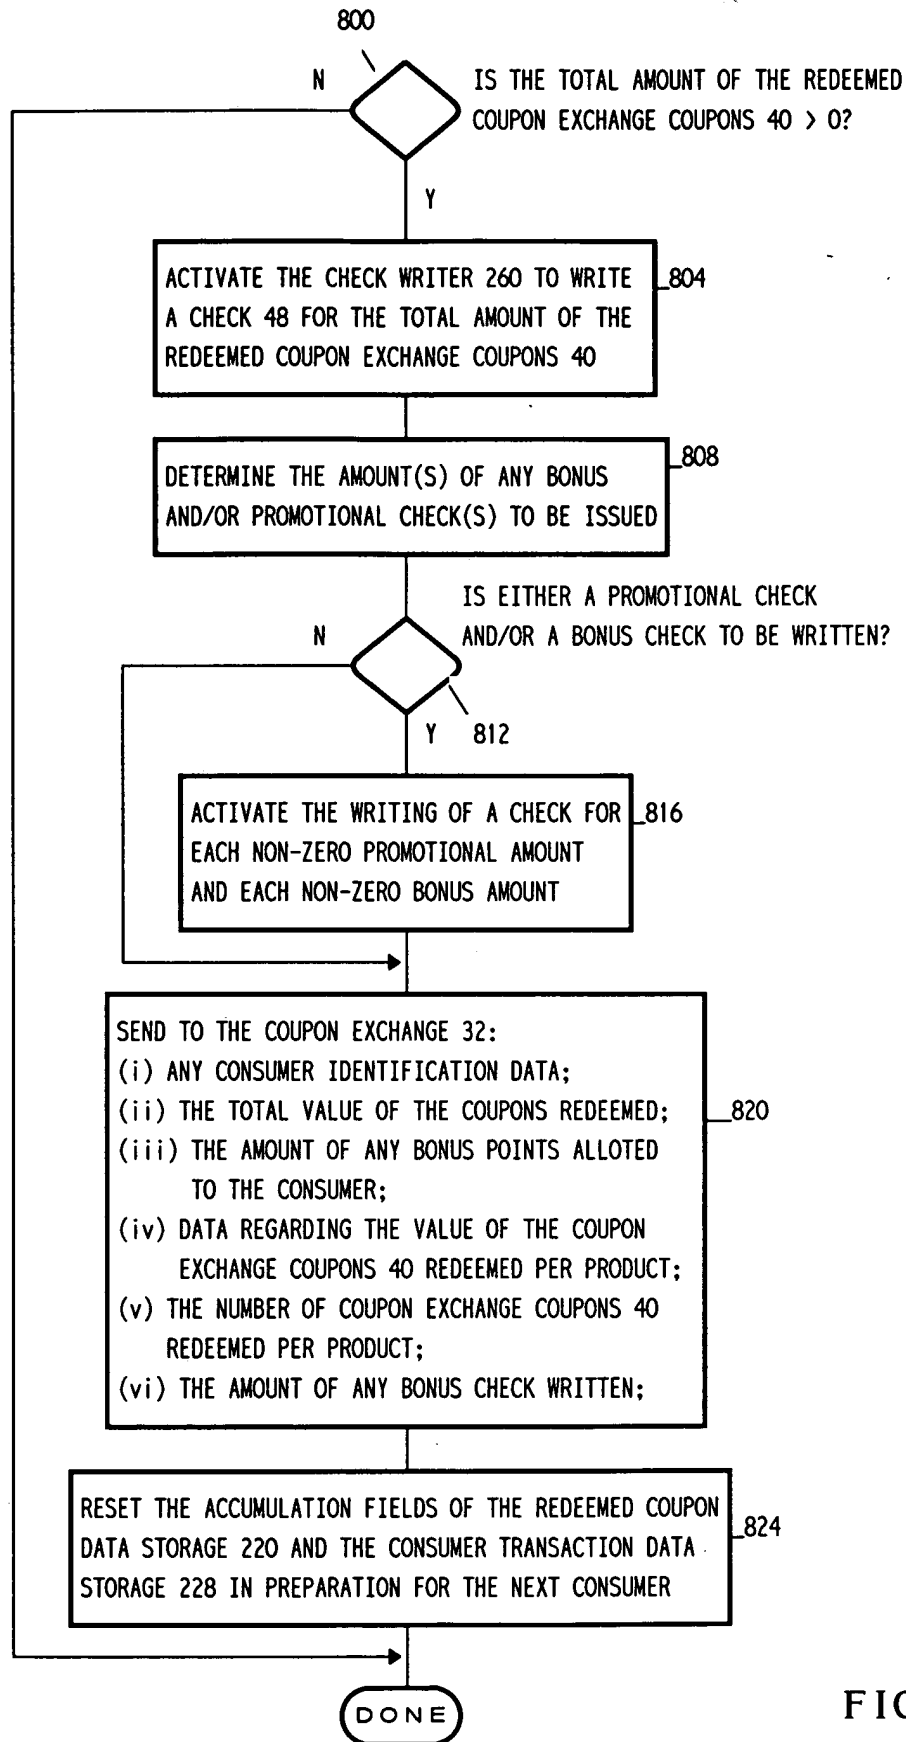 800
N
IS THE TOTAL AMOUNT OF THE REDEEMED
COUPON EXCHANGE COUPONS 40 > 0?
Y
ACTIVATE THE CHECK WRITER 260 TO WRITE
A CHECK 48 FOR THE TOTAL AMOUNT OF THE
REDEEMED COUPON EXCHANGE COUPONS 40
804
DETERMINE THE AMOUNT(S) OF ANY BONUS
AND/OR PROMOTIONAL CHECK(S) TO BE ISSUED
808
IS EITHER A PROMOTIONAL CHECK
AND/OR A BONUS CHECK TO BE WRITTEN?
N
Y
812
ACTIVATE THE WRITING OF A CHECK FOR
EACH NON-ZERO PROMOTIONAL AMOUNT
AND EACH NON-ZERO BONUS AMOUNT
816
SEND TO THE COUPON EXCHANGE 32:
(i) ANY CONSUMER IDENTIFICATION DATA;
(ii) THE TOTAL VALUE OF THE COUPONS REDEEMED;
(iii) THE AMOUNT OF ANY BONUS POINTS ALLOTED
TO THE CONSUMER;
(iv) DATA REGARDING THE VALUE OF THE COUPON
EXCHANGE COUPONS 40 REDEEMED PER PRODUCT;
(v) THE NUMBER OF COUPON EXCHANGE COUPONS 40
REDEEMED PER PRODUCT;
(vi) THE AMOUNT OF ANY BONUS CHECK WRITTEN;
820
RESET THE ACCUMULATION FIELDS OF THE REDEEMED COUPON
DATA STORAGE 220 AND THE CONSUMER TRANSACTION DATA
STORAGE 228 IN PREPARATION FOR THE NEXT CONSUMER
824
DONE
FIG